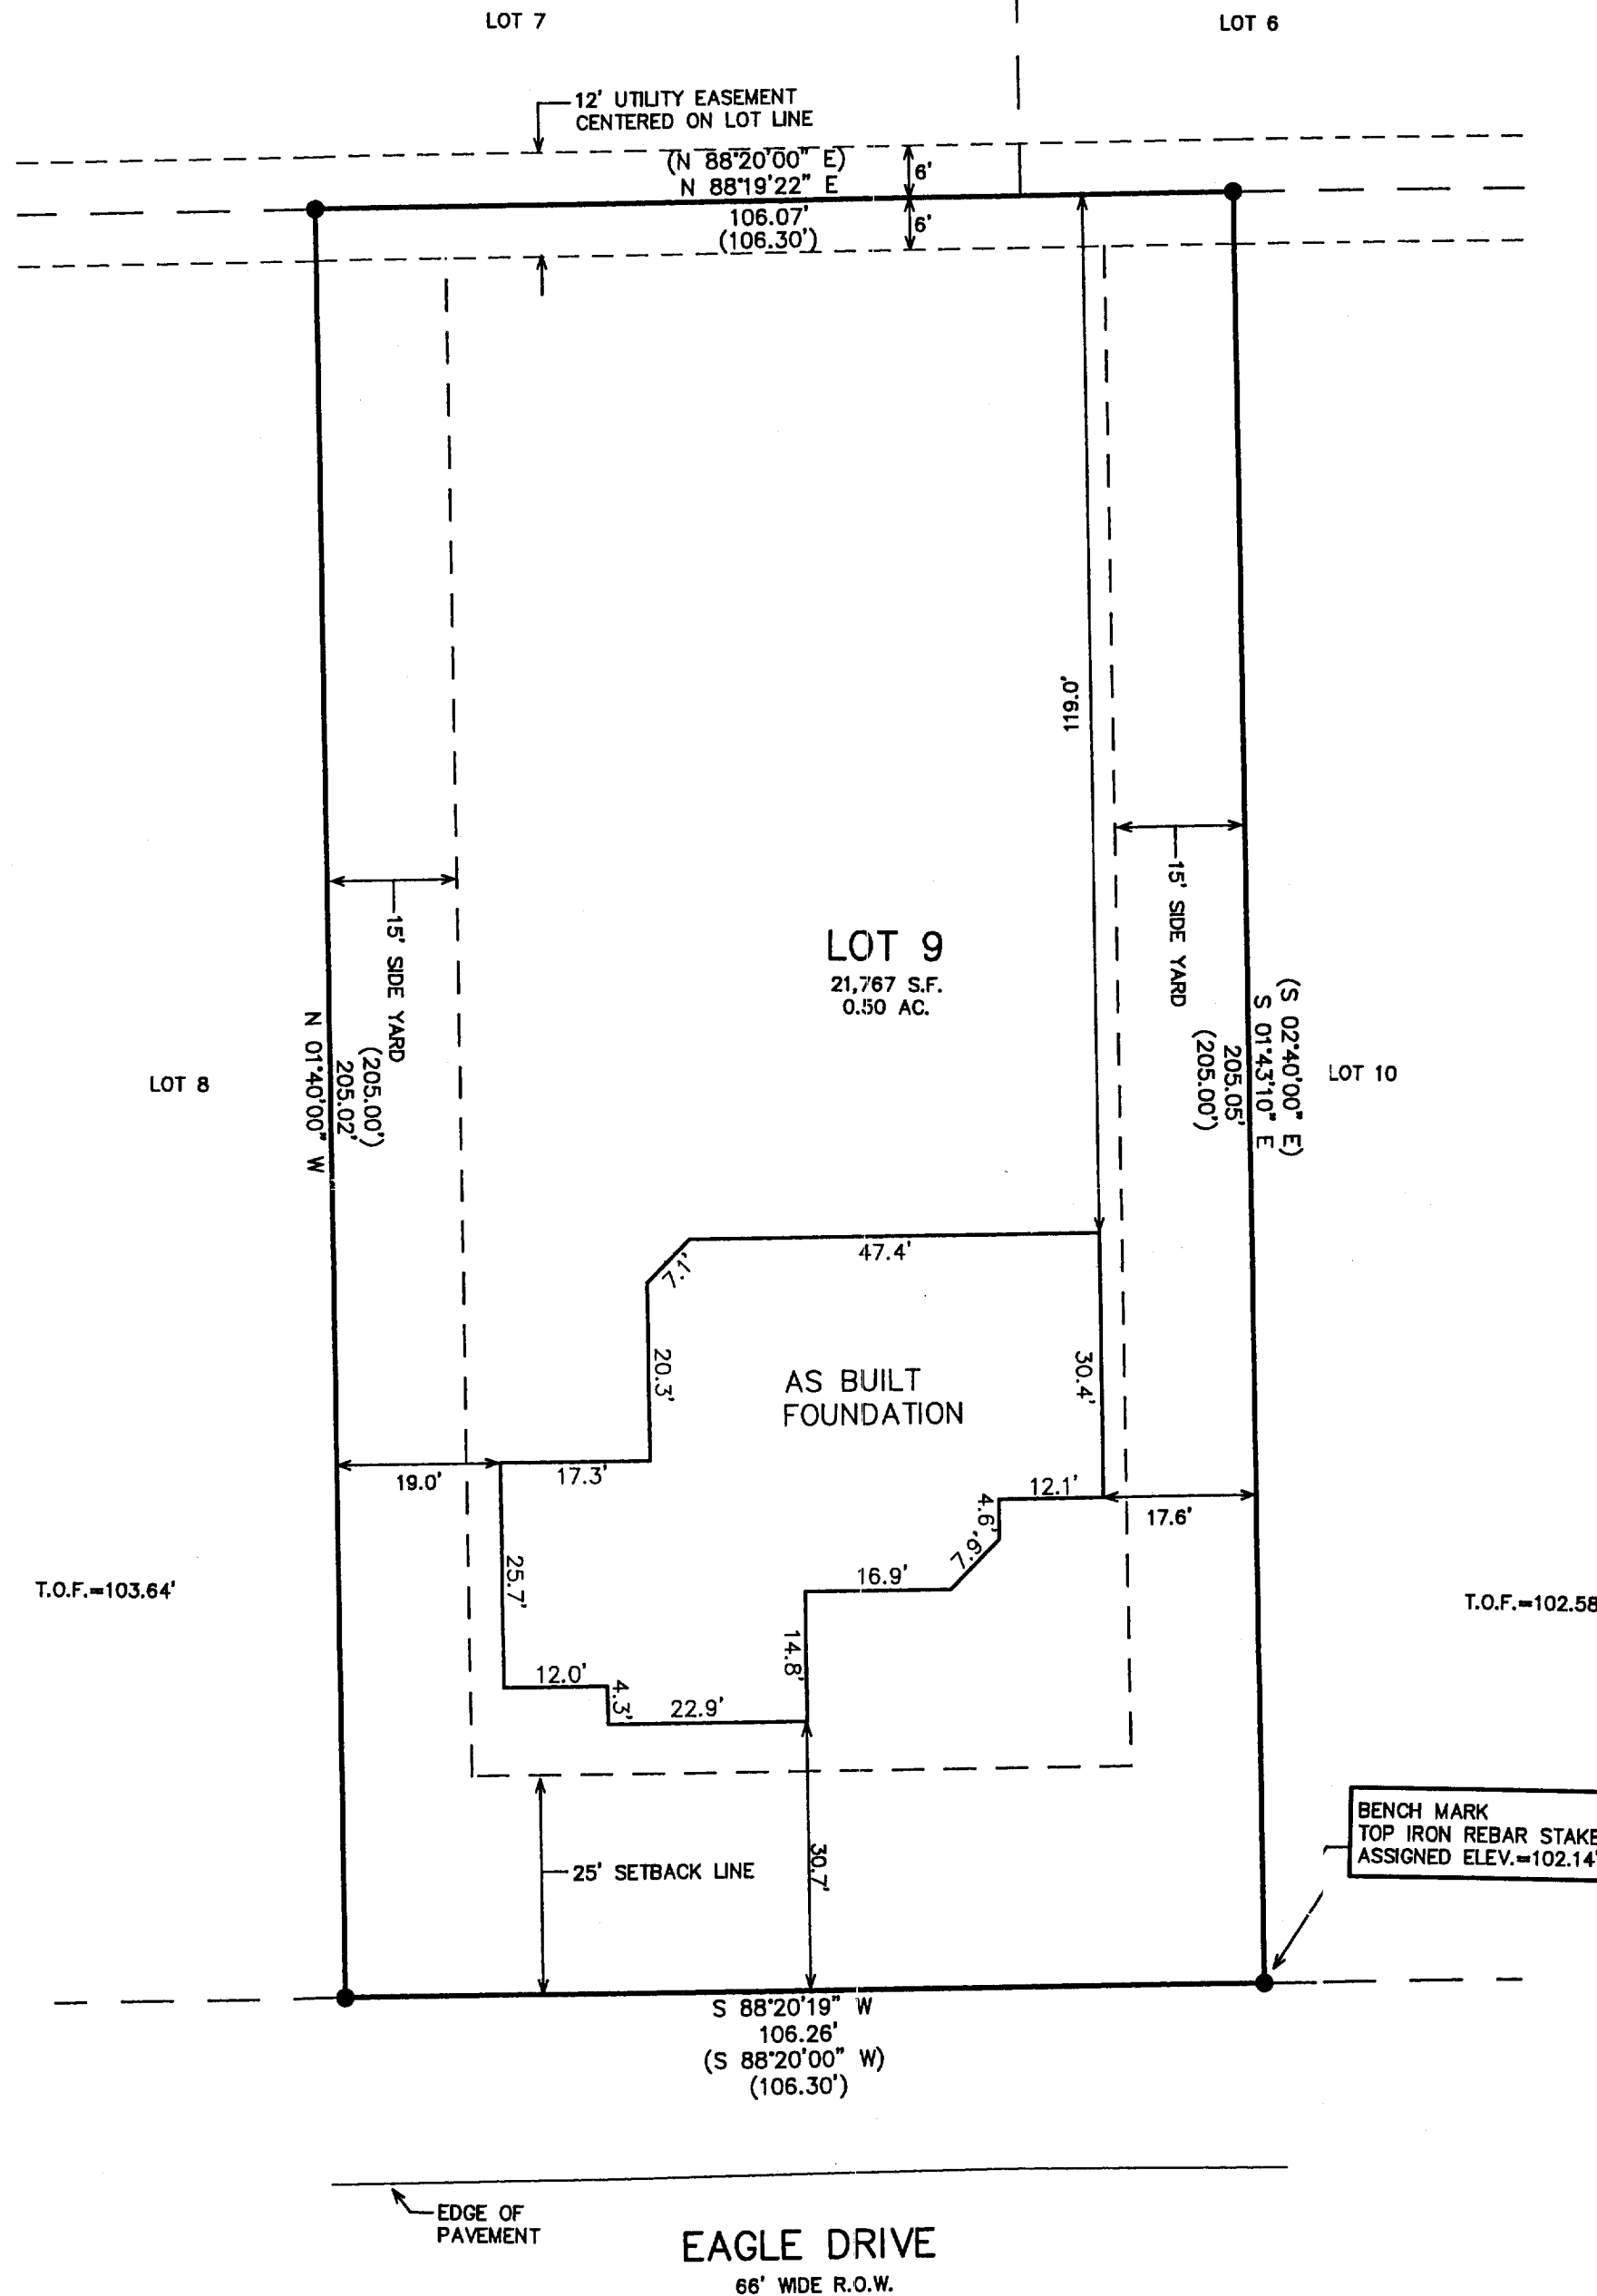 LOT 7
LOT 6
12' UTILITY EASEMENT
CENTERED ON LOT LINE
(N 88°20'00" E)
N 88°19'22" E
6'
106.07'
(106.30')
6'
119.0'
15' SIDE YARD
15' SIDE YARD
LOT 9
21,767 S.F.
0.50 AC.
LOT 8
N 01°40'00" W
205.02'
(205.00')
(S 02°40'00" E)
S 01°43'10" E
205.05'
(205.00')
LOT 10
47.4'
7.1'
20.3'
30.4'
AS BUILT
FOUNDATION
19.0'
17.3'
12.1'
17.6'
4.6'
7.9'
16.9'
25.7'
14.8'
T.O.F.=103.64'
T.O.F.=102.58
12.0'
4.3'
22.9'
30.7'
25' SETBACK LINE
BENCH MARK
TOP IRON REBAR STAKE
ASSIGNED ELEV.=102.14'
S 88°20'19" W
106.26'
(S 88°20'00" W)
(106.30')
EDGE OF
PAVEMENT
EAGLE DRIVE
66' WIDE R.O.W.